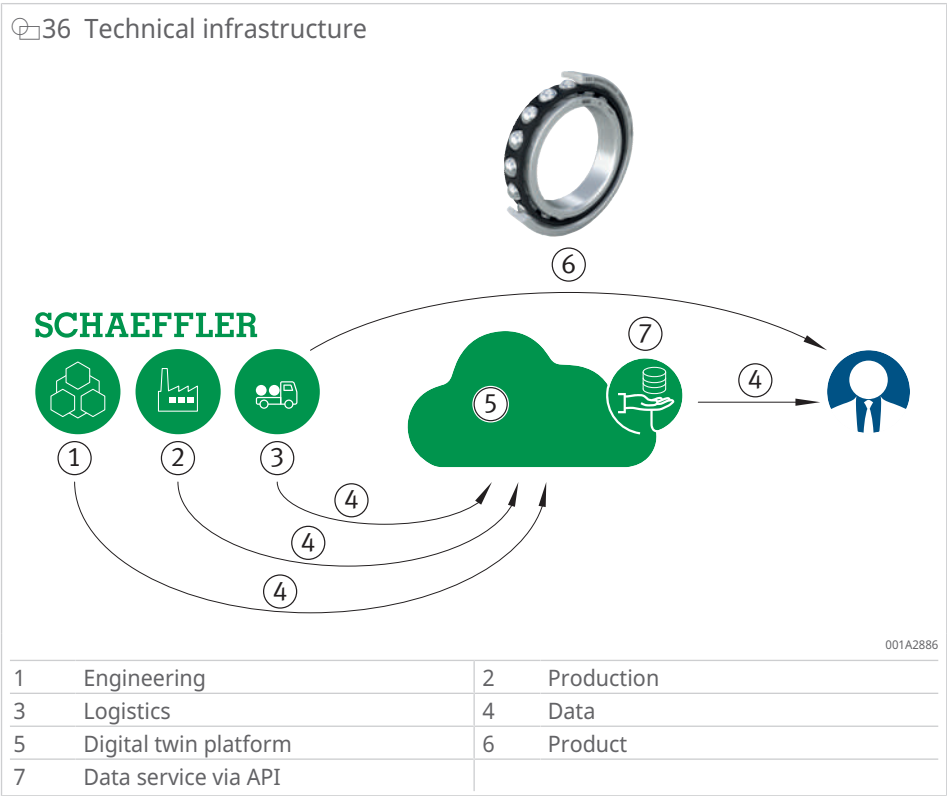 36 Technical infrastructure
6
SCHAEFFLER
7
4
5
1
2
3
4
4
4
001A2886
1 Engineering 2 Production
3 Logistics 4 Data
5 Digital twin platform 6 Product
7 Data service via API